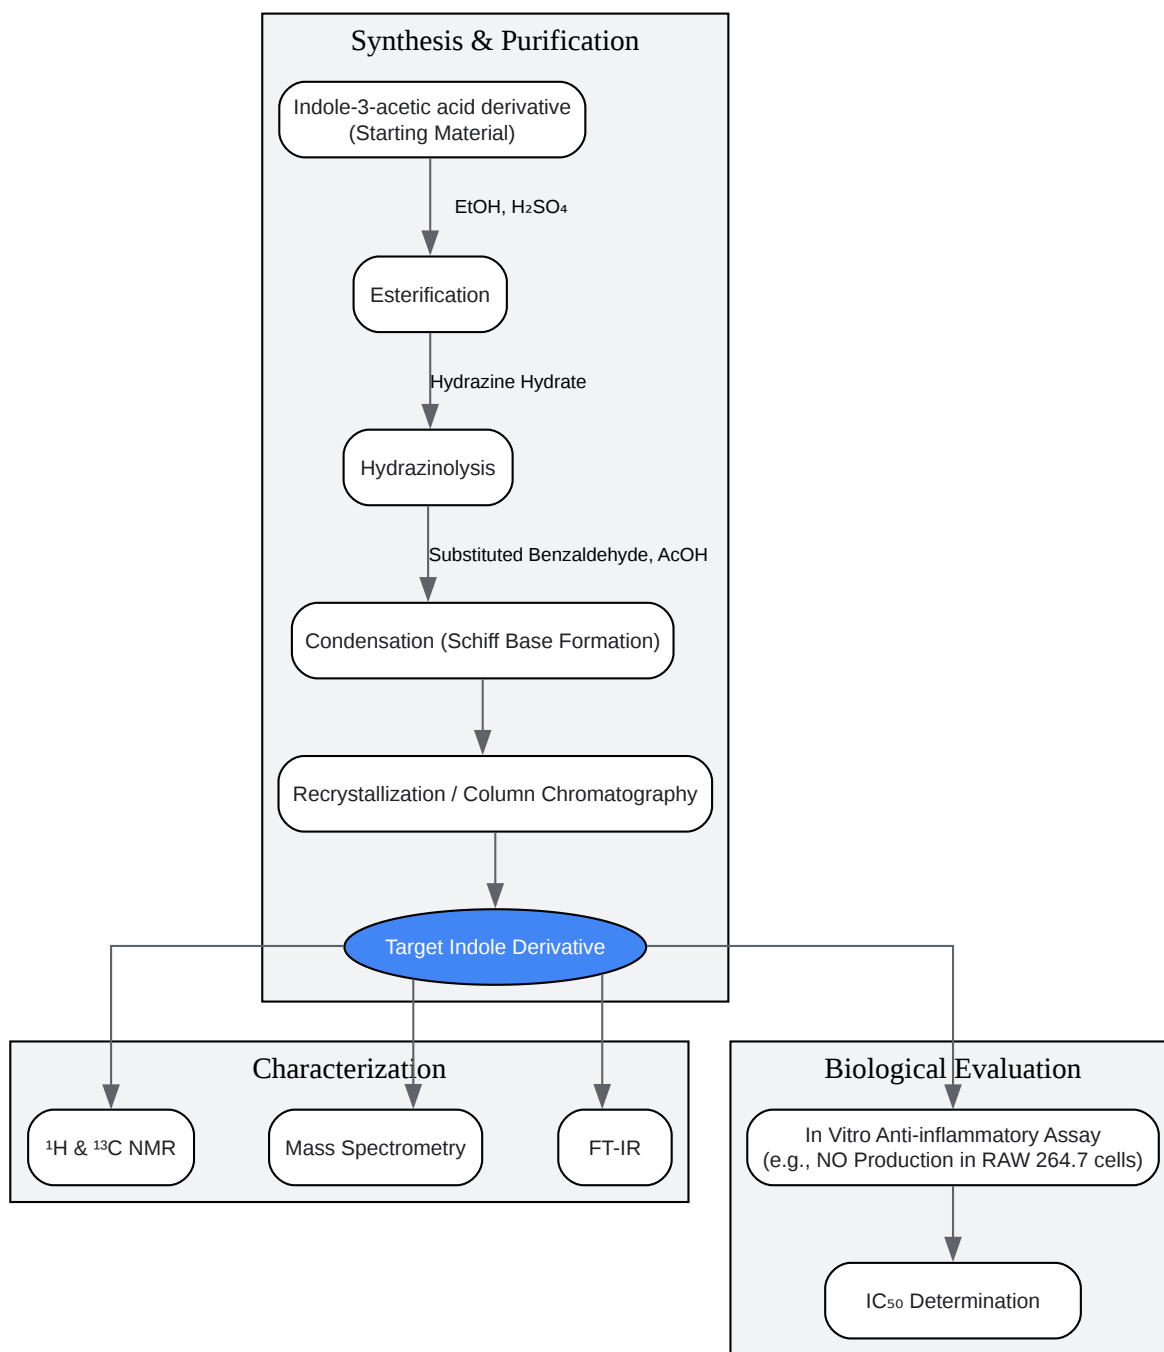 Synthesis & Purification
Indole-3-acetic acid derivative
(Starting Material)
EtOH, H₂SO₄
Esterification
Hydrazine Hydrate
Hydrazinolysis
Substituted Benzaldehyde, AcOH
Condensation (Schiff Base Formation)
Recrystallization / Column Chromatography
Target Indole Derivative
Characterization
¹H & ¹³C NMR
Mass Spectrometry
FT-IR
Biological Evaluation
In Vitro Anti-inflammatory Assay
(e.g., NO Production in RAW 264.7 cells)
IC₅₀ Determination